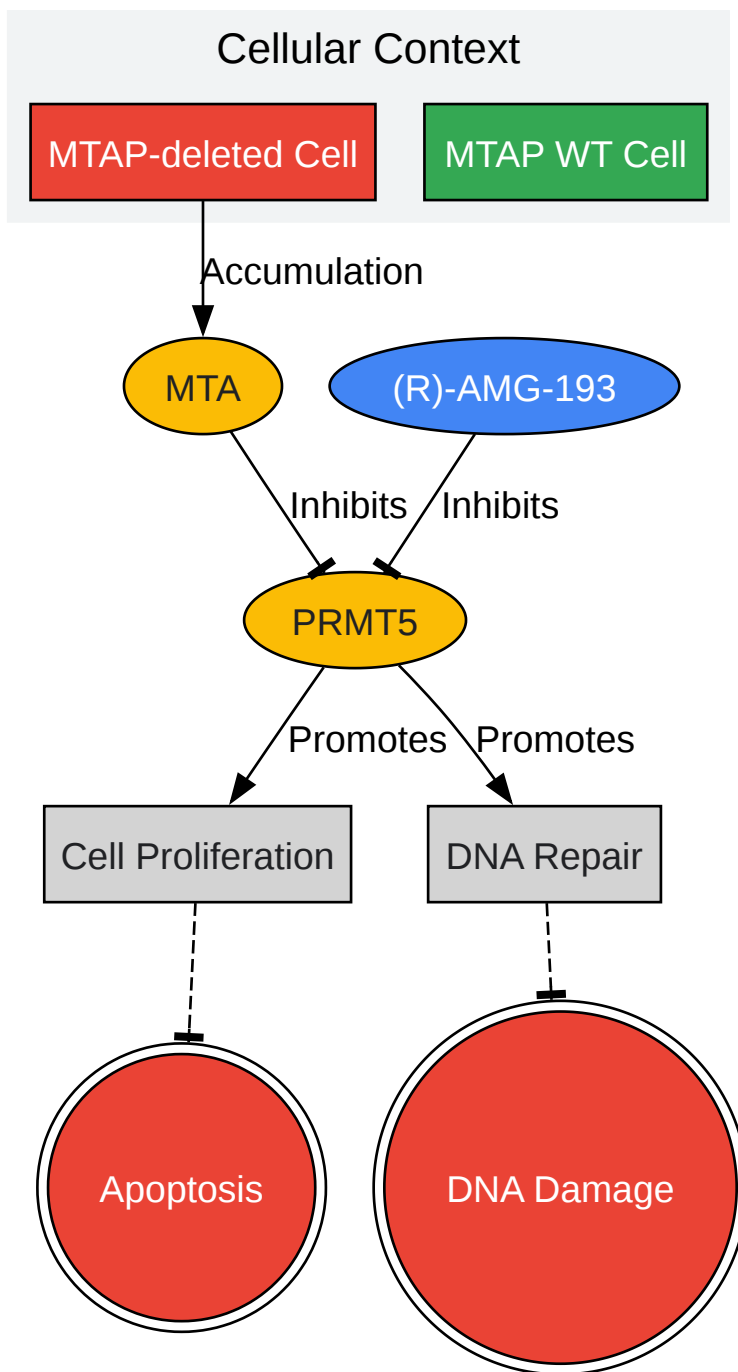 Cellular Context
MTAP-deleted Cell
MTAP WT Cell
Accumulation
MTA
(R)-AMG-193
Inhibits
Inhibits
PRMT5
Promotes
Promotes
Cell Proliferation
DNA Repair
Apoptosis
DNA Damage